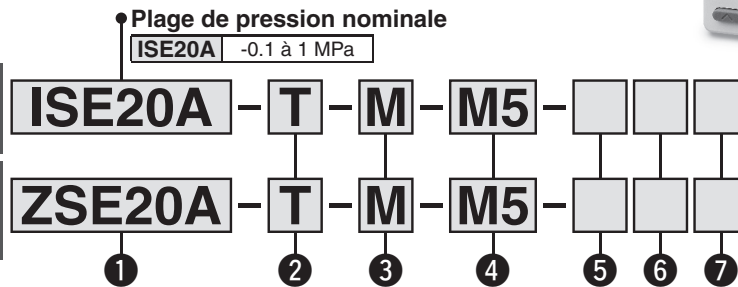 Plage de pression nominale
ISE20A -0.1 à 1 MPa
ISE20A - T - M - M5 -
ZSE20A - T - M - M5 -
1 2 3 4 5 6 7